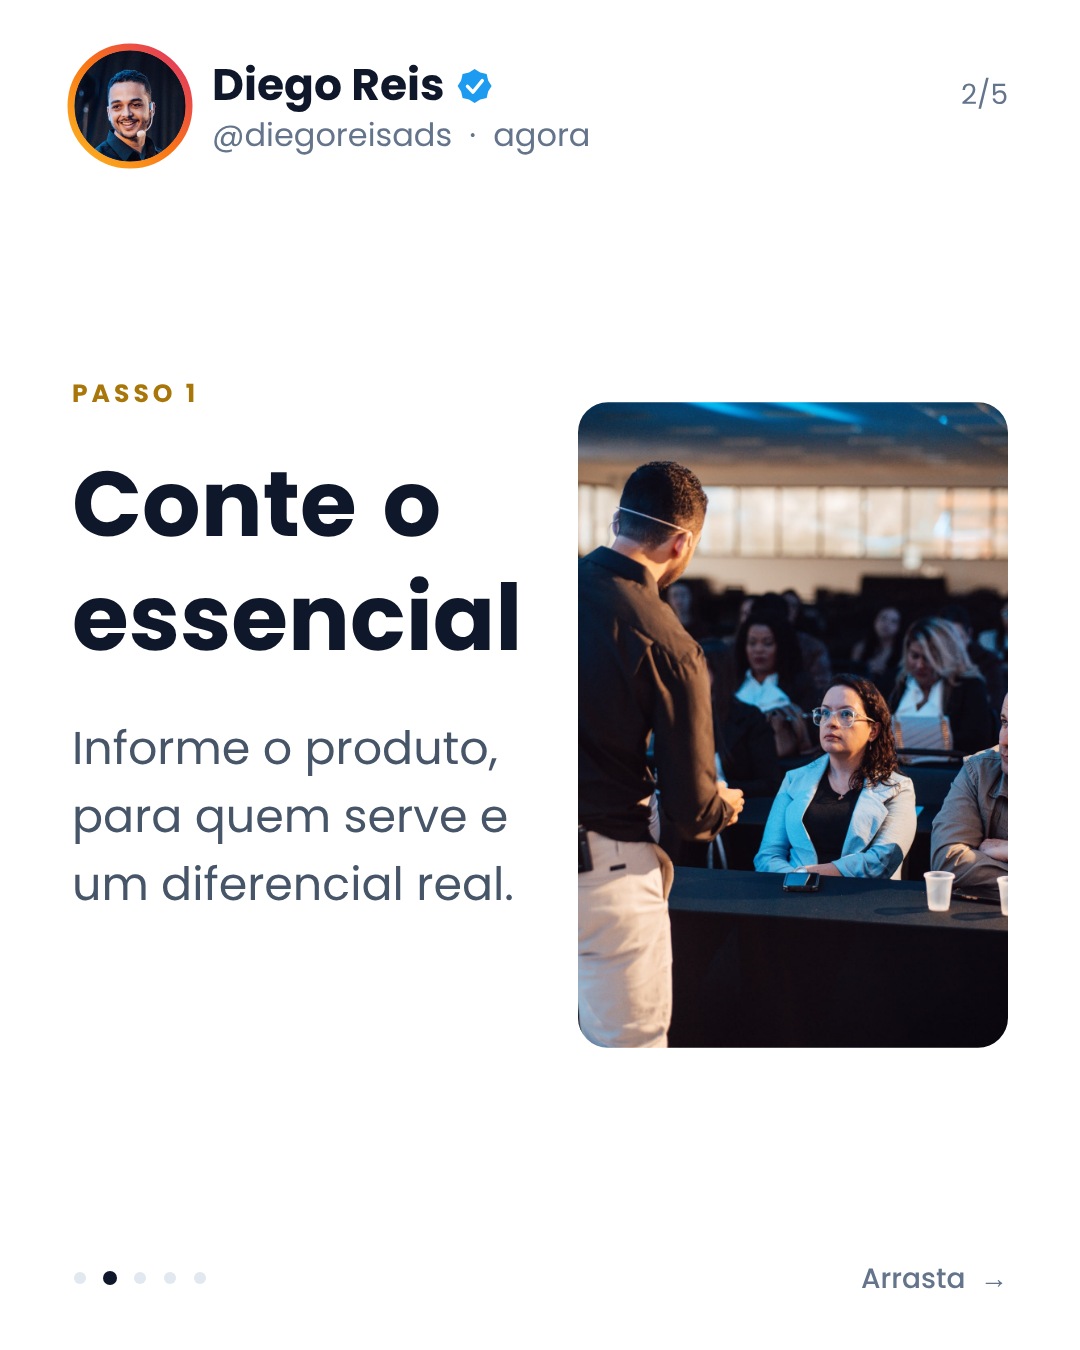 Diego Reis
@diegoreisads · agora
2/5
PASSO 1
Conte o
essencial
Informe o produto,
para quem serve e
um diferencial real.
Arrasta →